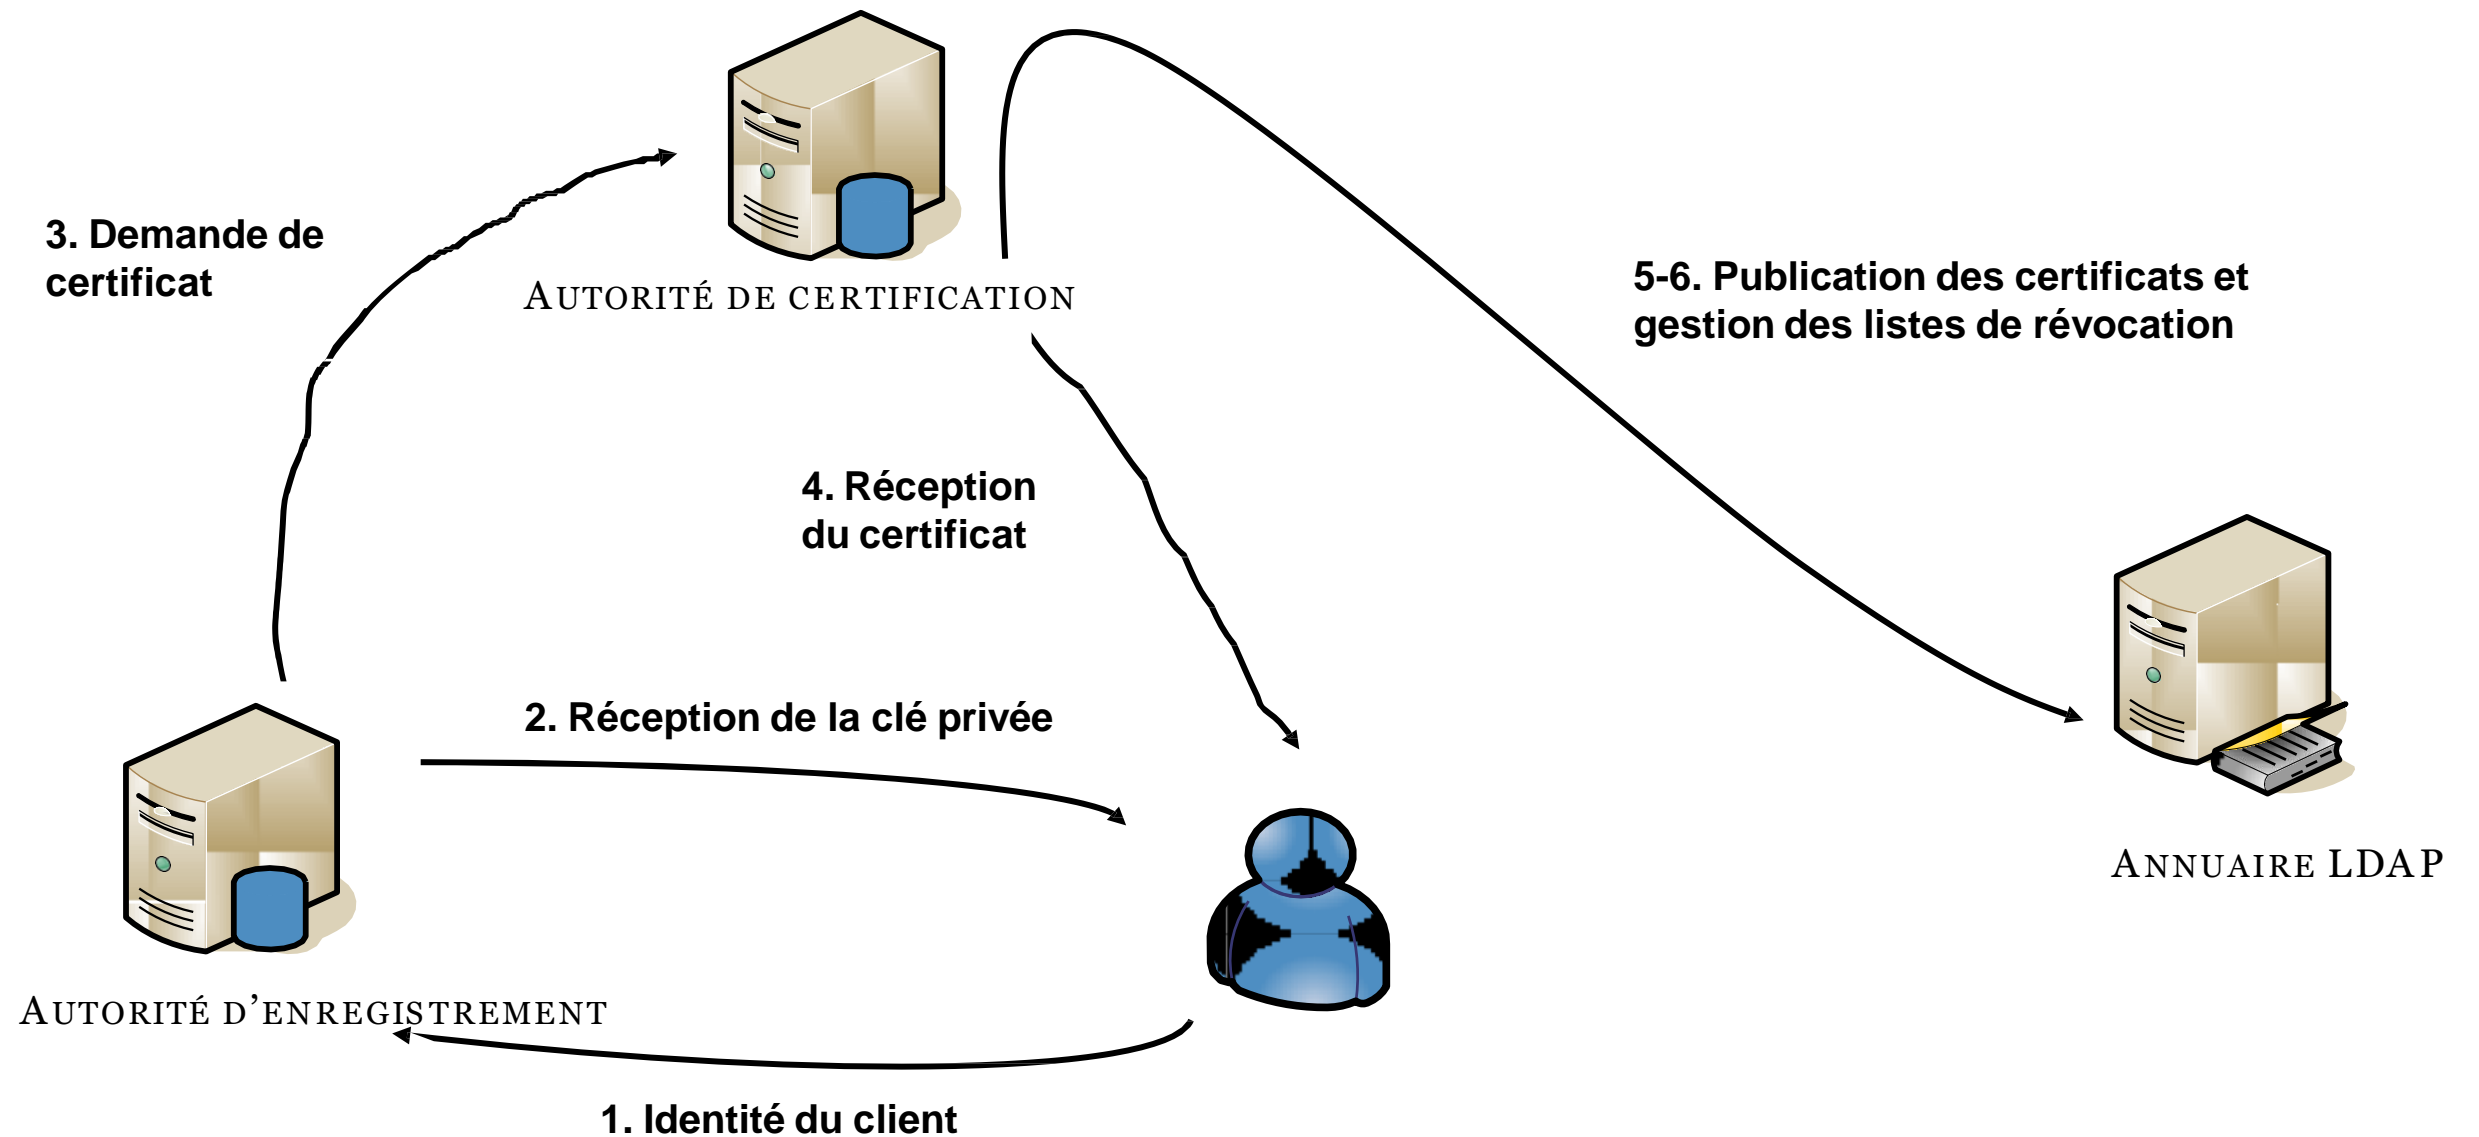 3. Demande de
certificat
AUTORITÉ DE CERTIFICATION
5-6. Publication des certificats et
gestion des listes de révocation
4. Réception
du certificat
2. Réception de la clé privée
ANNUAIRE LDAP
AUTORITÉ D’ENREGISTREMENT
1. Identité du client